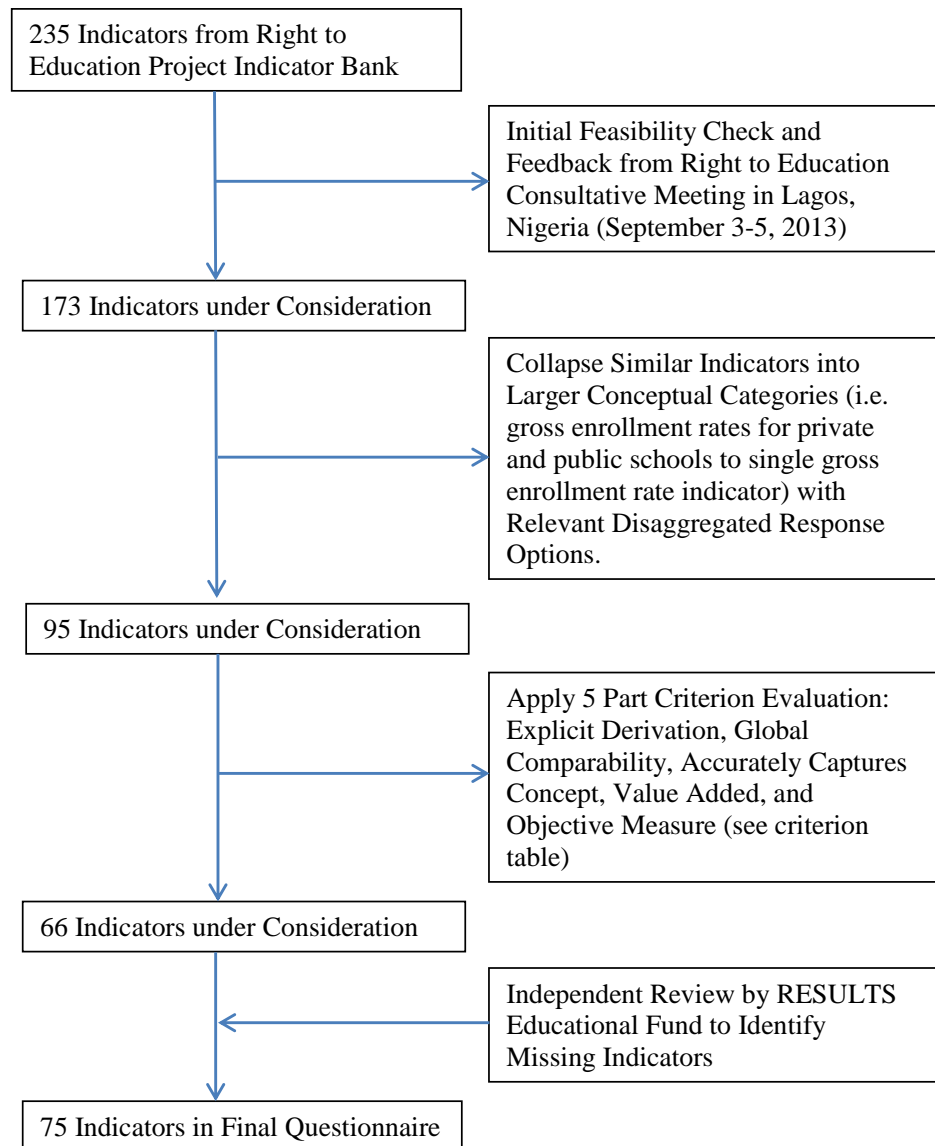 235 Indicators from Right to
Education Project Indicator Bank
Initial Feasibility Check and
Feedback from Right to Education
Consultative Meeting in Lagos,
Nigeria (September 3-5, 2013)
173 Indicators under Consideration
Collapse Similar Indicators into
Larger Conceptual Categories (i.e.
gross enrollment rates for private
and public schools to single gross
enrollment rate indicator) with
Relevant Disaggregated Response
Options.
95 Indicators under Consideration
Apply 5 Part Criterion Evaluation:
Explicit Derivation, Global
Comparability, Accurately Captures
Concept, Value Added, and
Objective Measure (see criterion
table)
66 Indicators under Consideration
Independent Review by RESULTS
Educational Fund to Identify
Missing Indicators
75 Indicators in Final Questionnaire